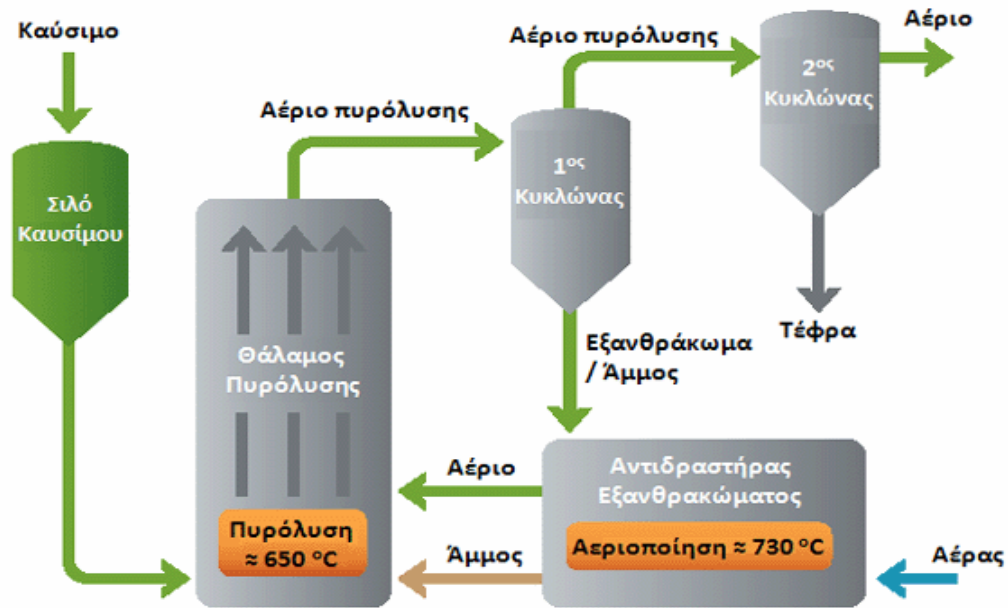 Καύσιμο
Σιλό
Καυσίμου
Αέριο πυρόλυσης
Θάλαμος
Πυρόλυσης
Πυρόλυση
≈ 650 °C
1ος
Κυκλώνας
Αέριο πυρόλυσης
2ος
Κυκλώνας
Αέριο
Τέφρα
Εξανθράκωμα
/ Άμμος
Αντιδραστήρας
Εξανθρακώματος
Αεριοποίηση ≈ 730 °C
Αέριο
Άμμος
Αέρας